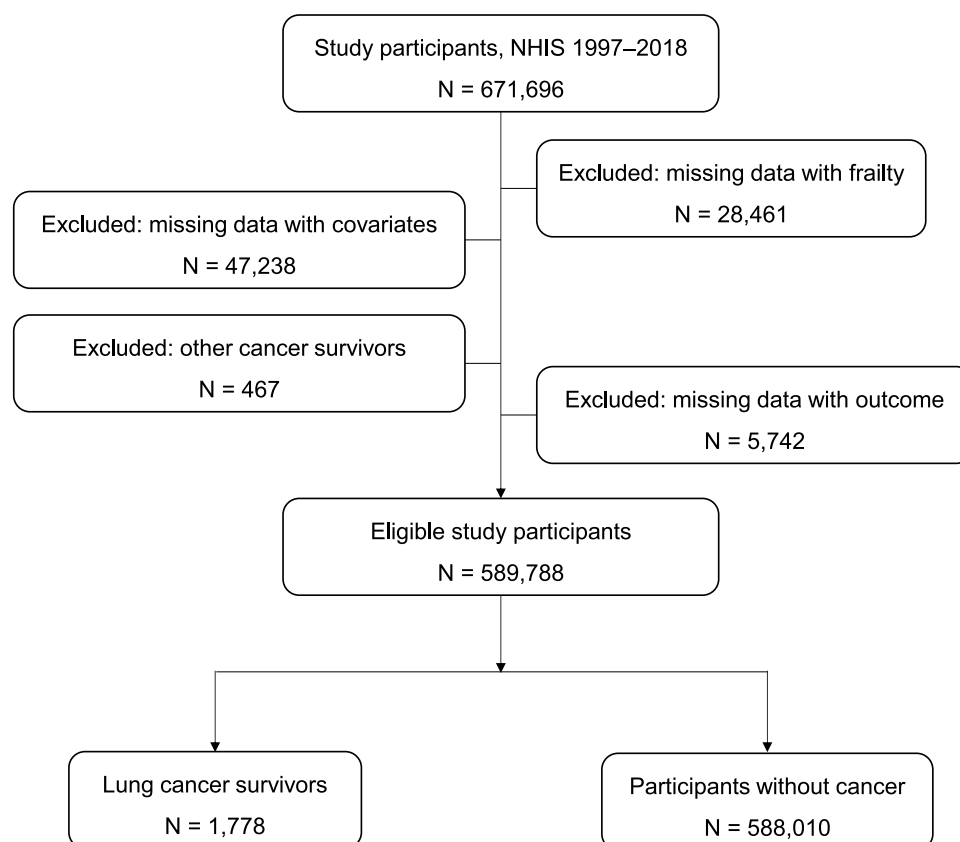 Study participants, NHIS 1997–2018
N = 671,696
Excluded: missing data with frailty
N = 28,461
Excluded: missing data with covariates
N = 47,238
Excluded: other cancer survivors
N = 467
Excluded: missing data with outcome
N = 5,742
Eligible study participants
N = 589,788
Lung cancer survivors
N = 1,778
Participants without cancer
N = 588,010